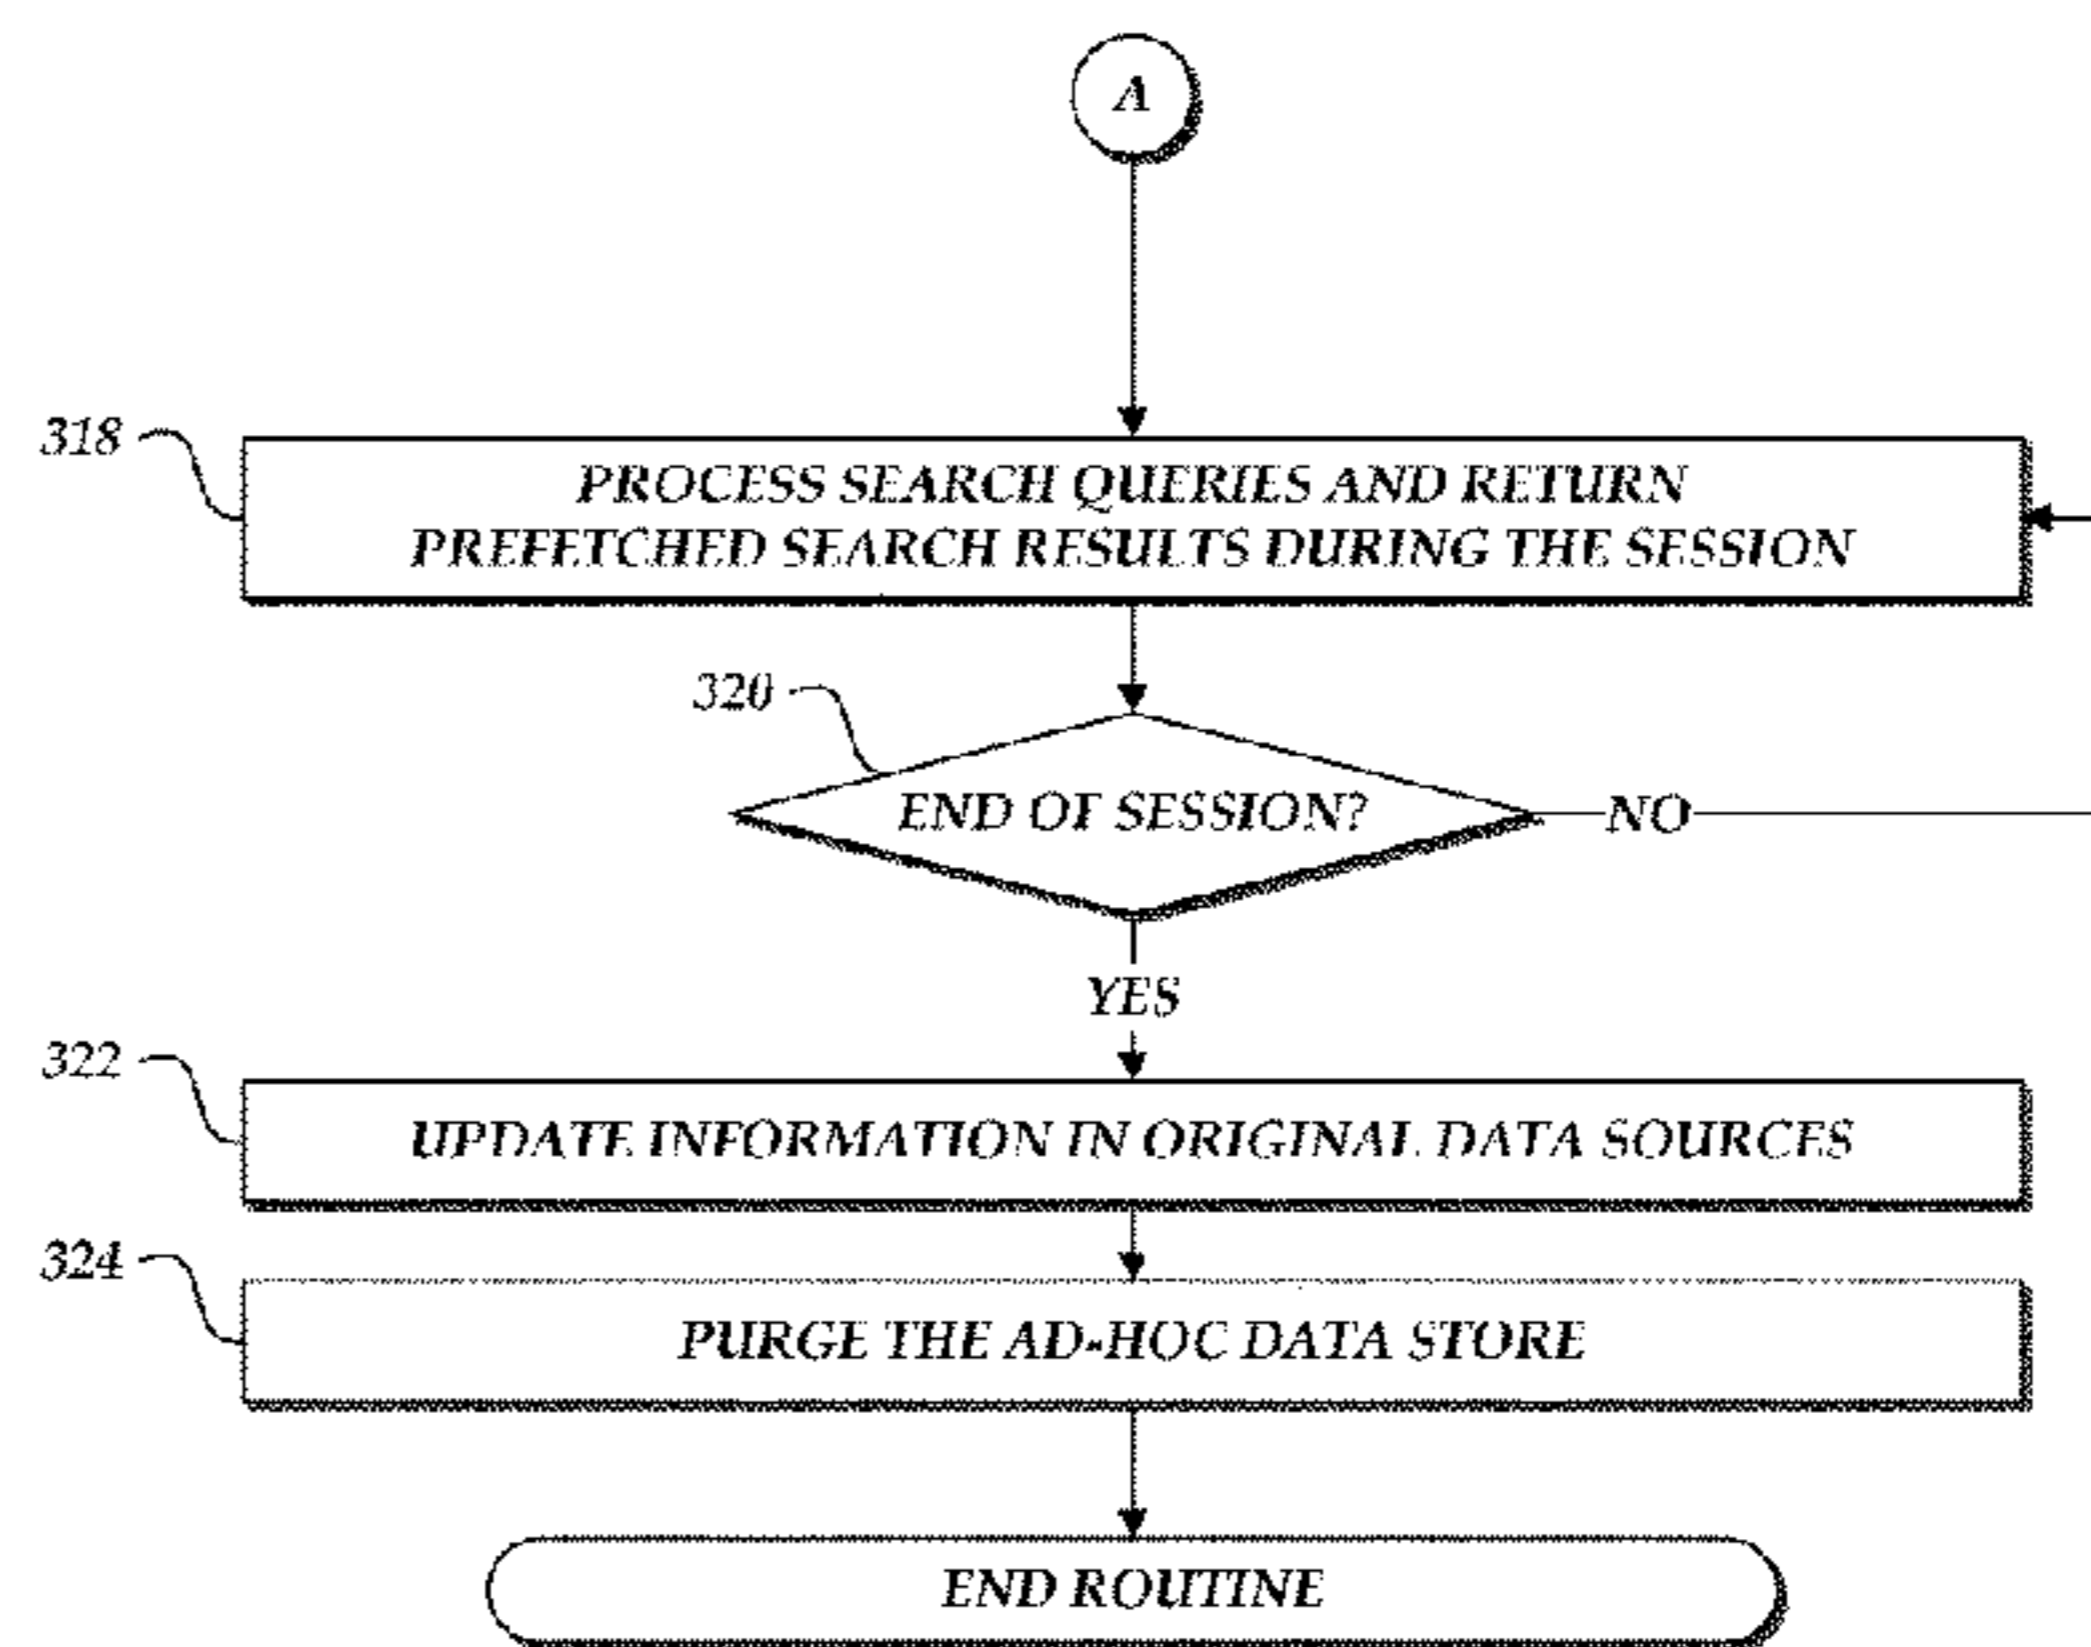 A
318
PROCESS SEARCH QUERIES AND RETURN
PREFETCHED SEARCH RESULTS DURING THE SESSION
320
END OF SESSION?
NO
YES
322
UPDATE INFORMATION IN ORIGINAL DATA SOURCES
324
PURGE THE AD-HOC DATA STORE
END ROUTINE